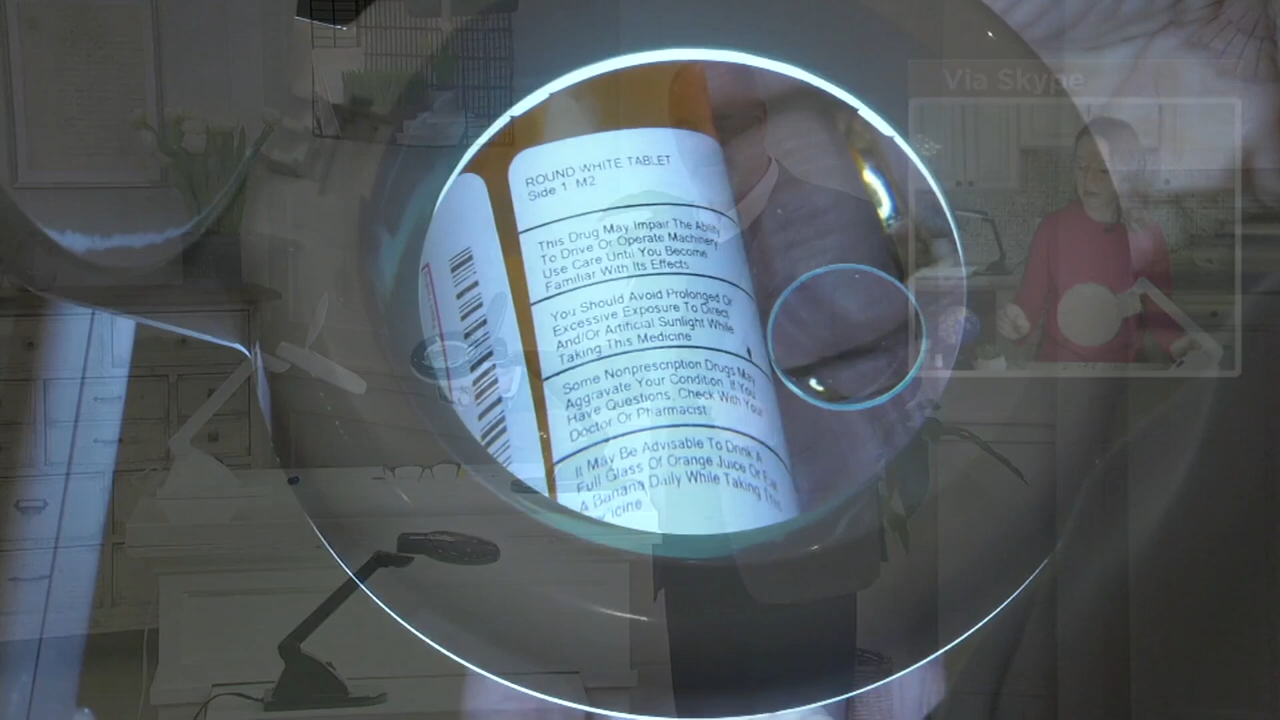 Via Skype
ROUND WHITE TABLET
Side 1: M2
This Drug May Impair The Ability
To Drive Or Operate Machinery
Use Care Until You Become
Familiar With Its Effects
You Should Avoid Prolonged Or
Excessive Exposure To Direct
And/Or Artificial Sunlight While
Taking This Medicine
Some Nonprescription Drugs May
Aggravate Your Condition. If You
Have Questions, Check With Your
Doctor Or Pharmacist.
It May Be Advisable To Drink A
Full Glass Of Orange Juice Or Eat
A Banana Daily While Taking This